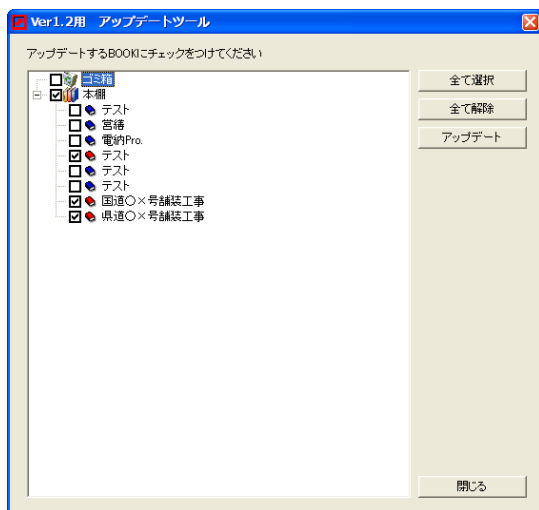 Ver1.2用 アップデートツール
アップデートするBOOKにチェックをつけてください
ゴミ箱
本棚
テスト
営繕
電納Pro.
テスト
テスト
テスト
国道〇×号舗装工事
県道〇×号舗装工事
全て選択
全て解除
アップデート
閉じる